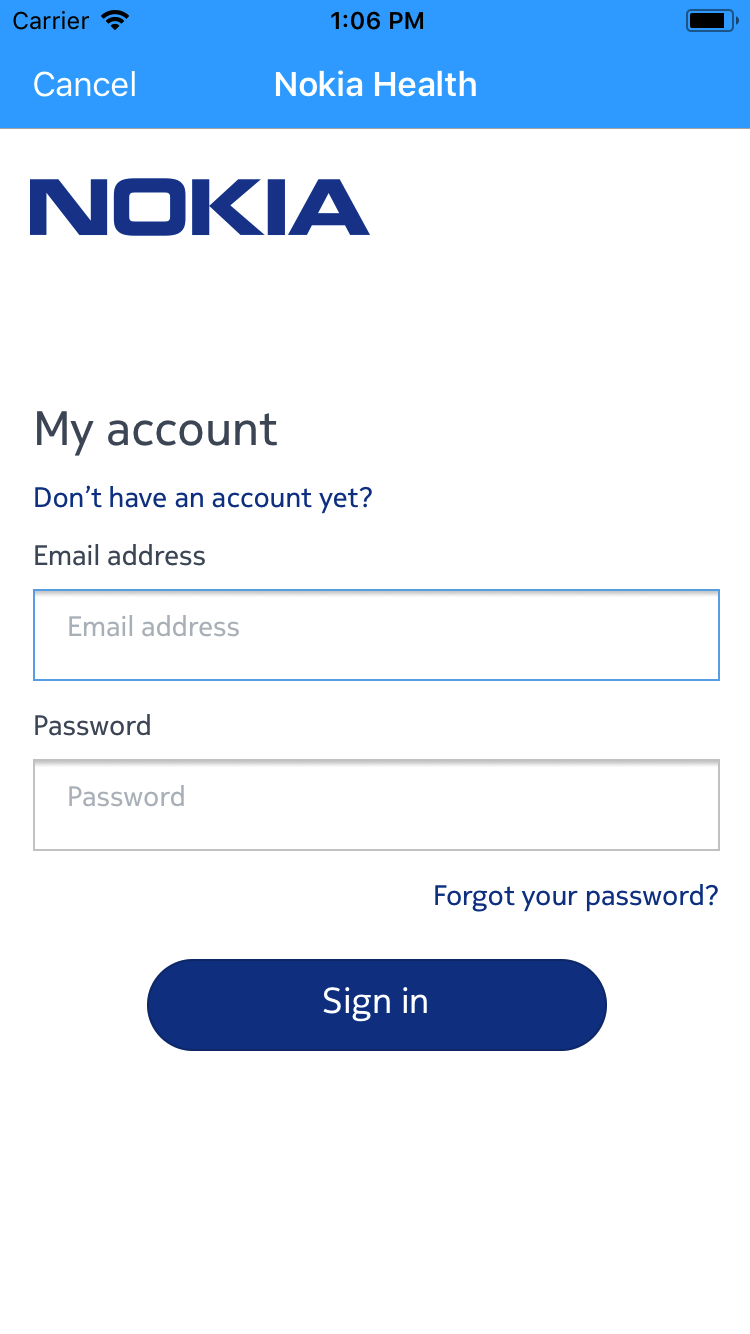 Carrier 1:06 PM
Cancel Nokia Health
NOKIA
My account
Don’t have an account yet?
Email address
Email address
Password
Password
Forgot your password?
Sign in